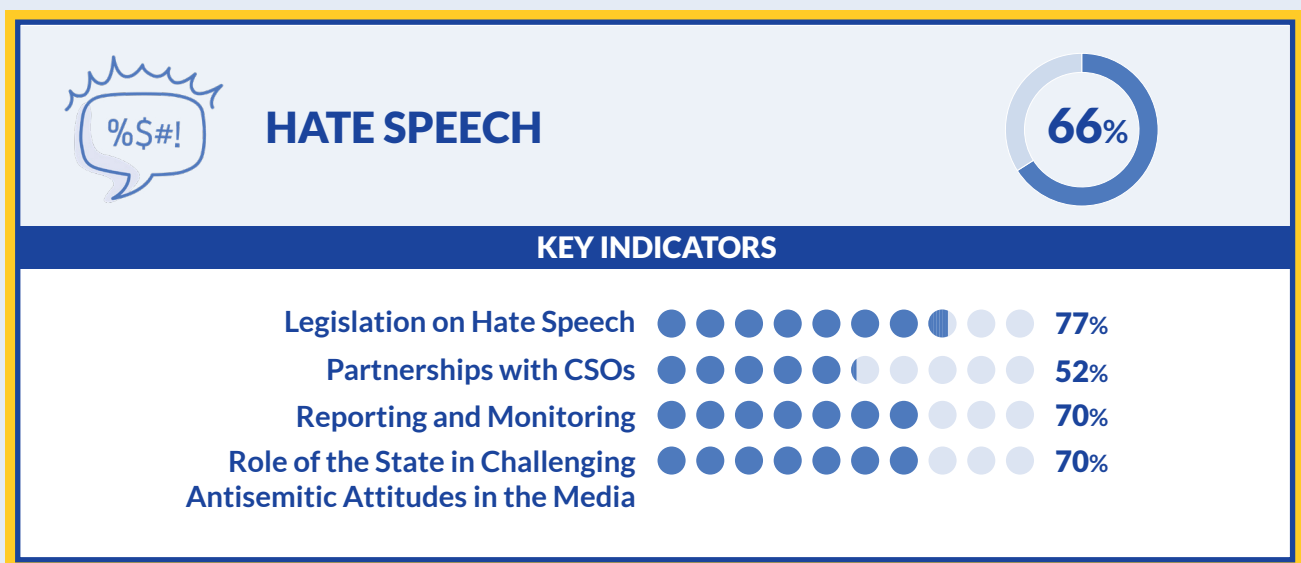 %$#!
HATE SPEECH
66%
KEY INDICATORS
Legislation on Hate Speech 77%
Partnerships with CSOs 52%
Reporting and Monitoring 70%
Role of the State in Challenging 70%
Antisemitic Attitudes in the Media